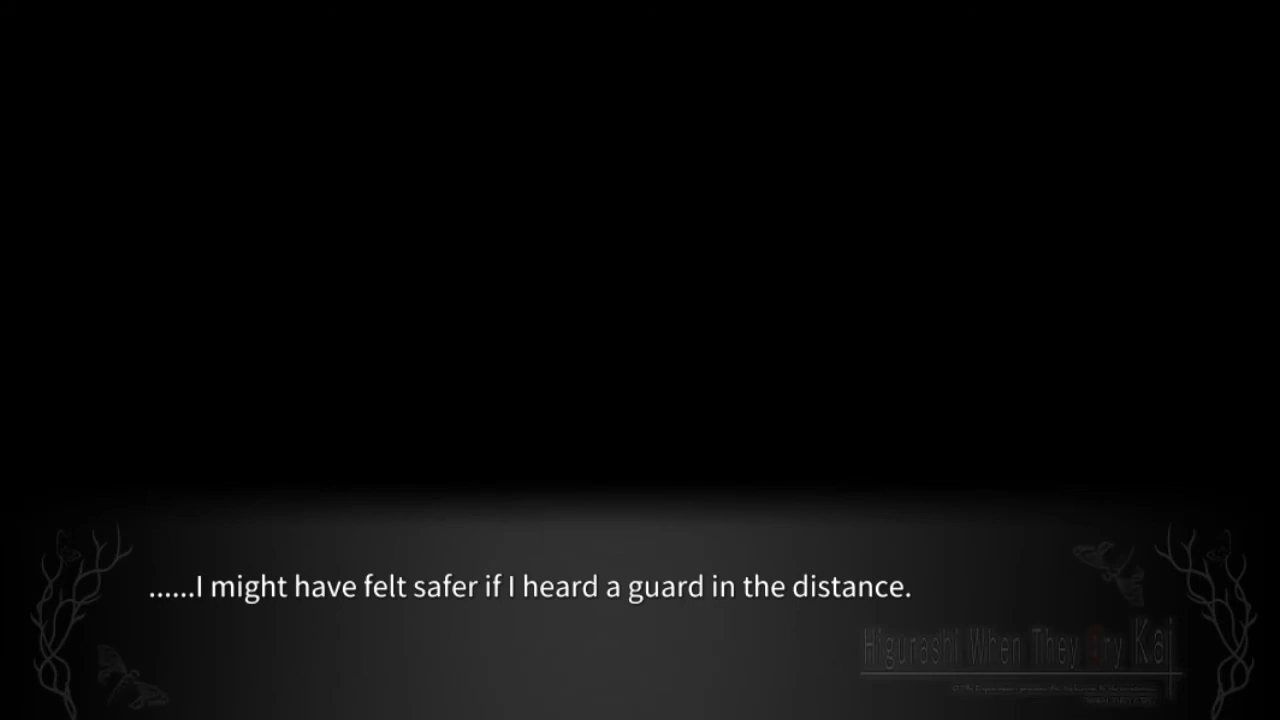 ......I might have felt safer if I heard a guard in the distance.
Higurashi When They Cry Kai